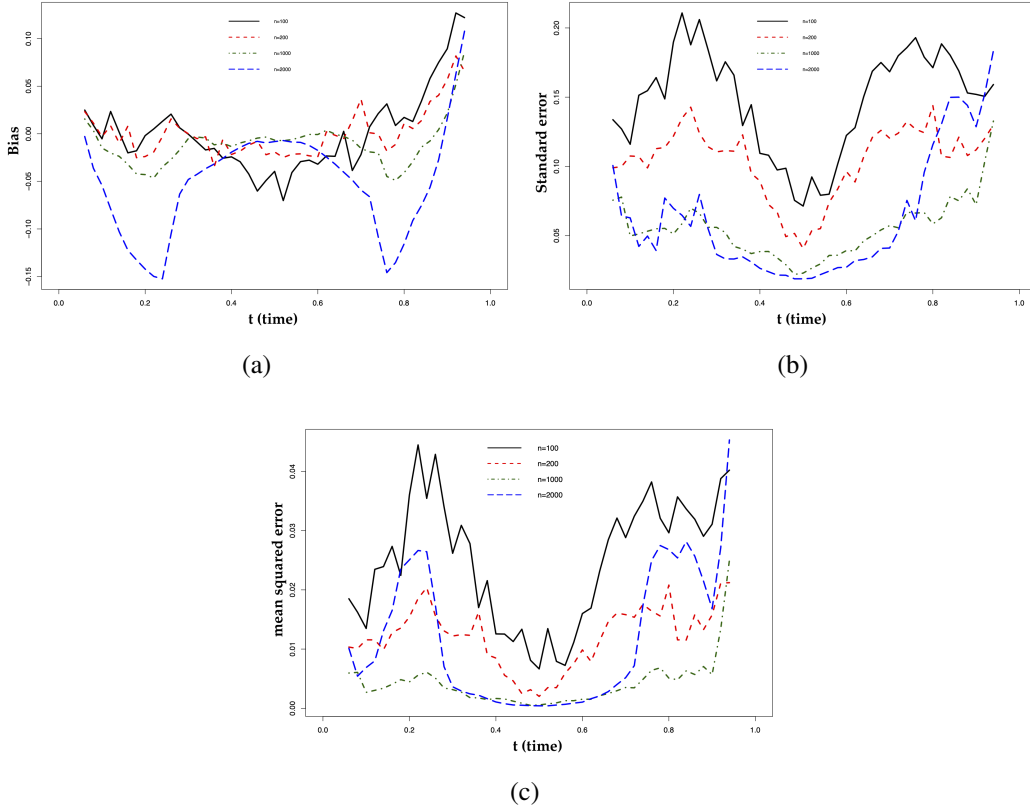 n=100
n=200
n=1000
n=2000
Bias
0.10
0.05
0.00
−0.05
−0.10
−0.15
0.0 0.2 0.4 0.6 0.8 1.0
t (time)
(a)
n=100
n=200
n=1000
n=2000
Standard error
0.20
0.15
0.10
0.05
0.0 0.2 0.4 0.6 0.8 1.0
t (time)
(b)
n=100
n=200
n=1000
n=2000
mean squared error
0.04
0.03
0.02
0.01
0.00
0.0 0.2 0.4 0.6 0.8 1.0
t (time)
(c)